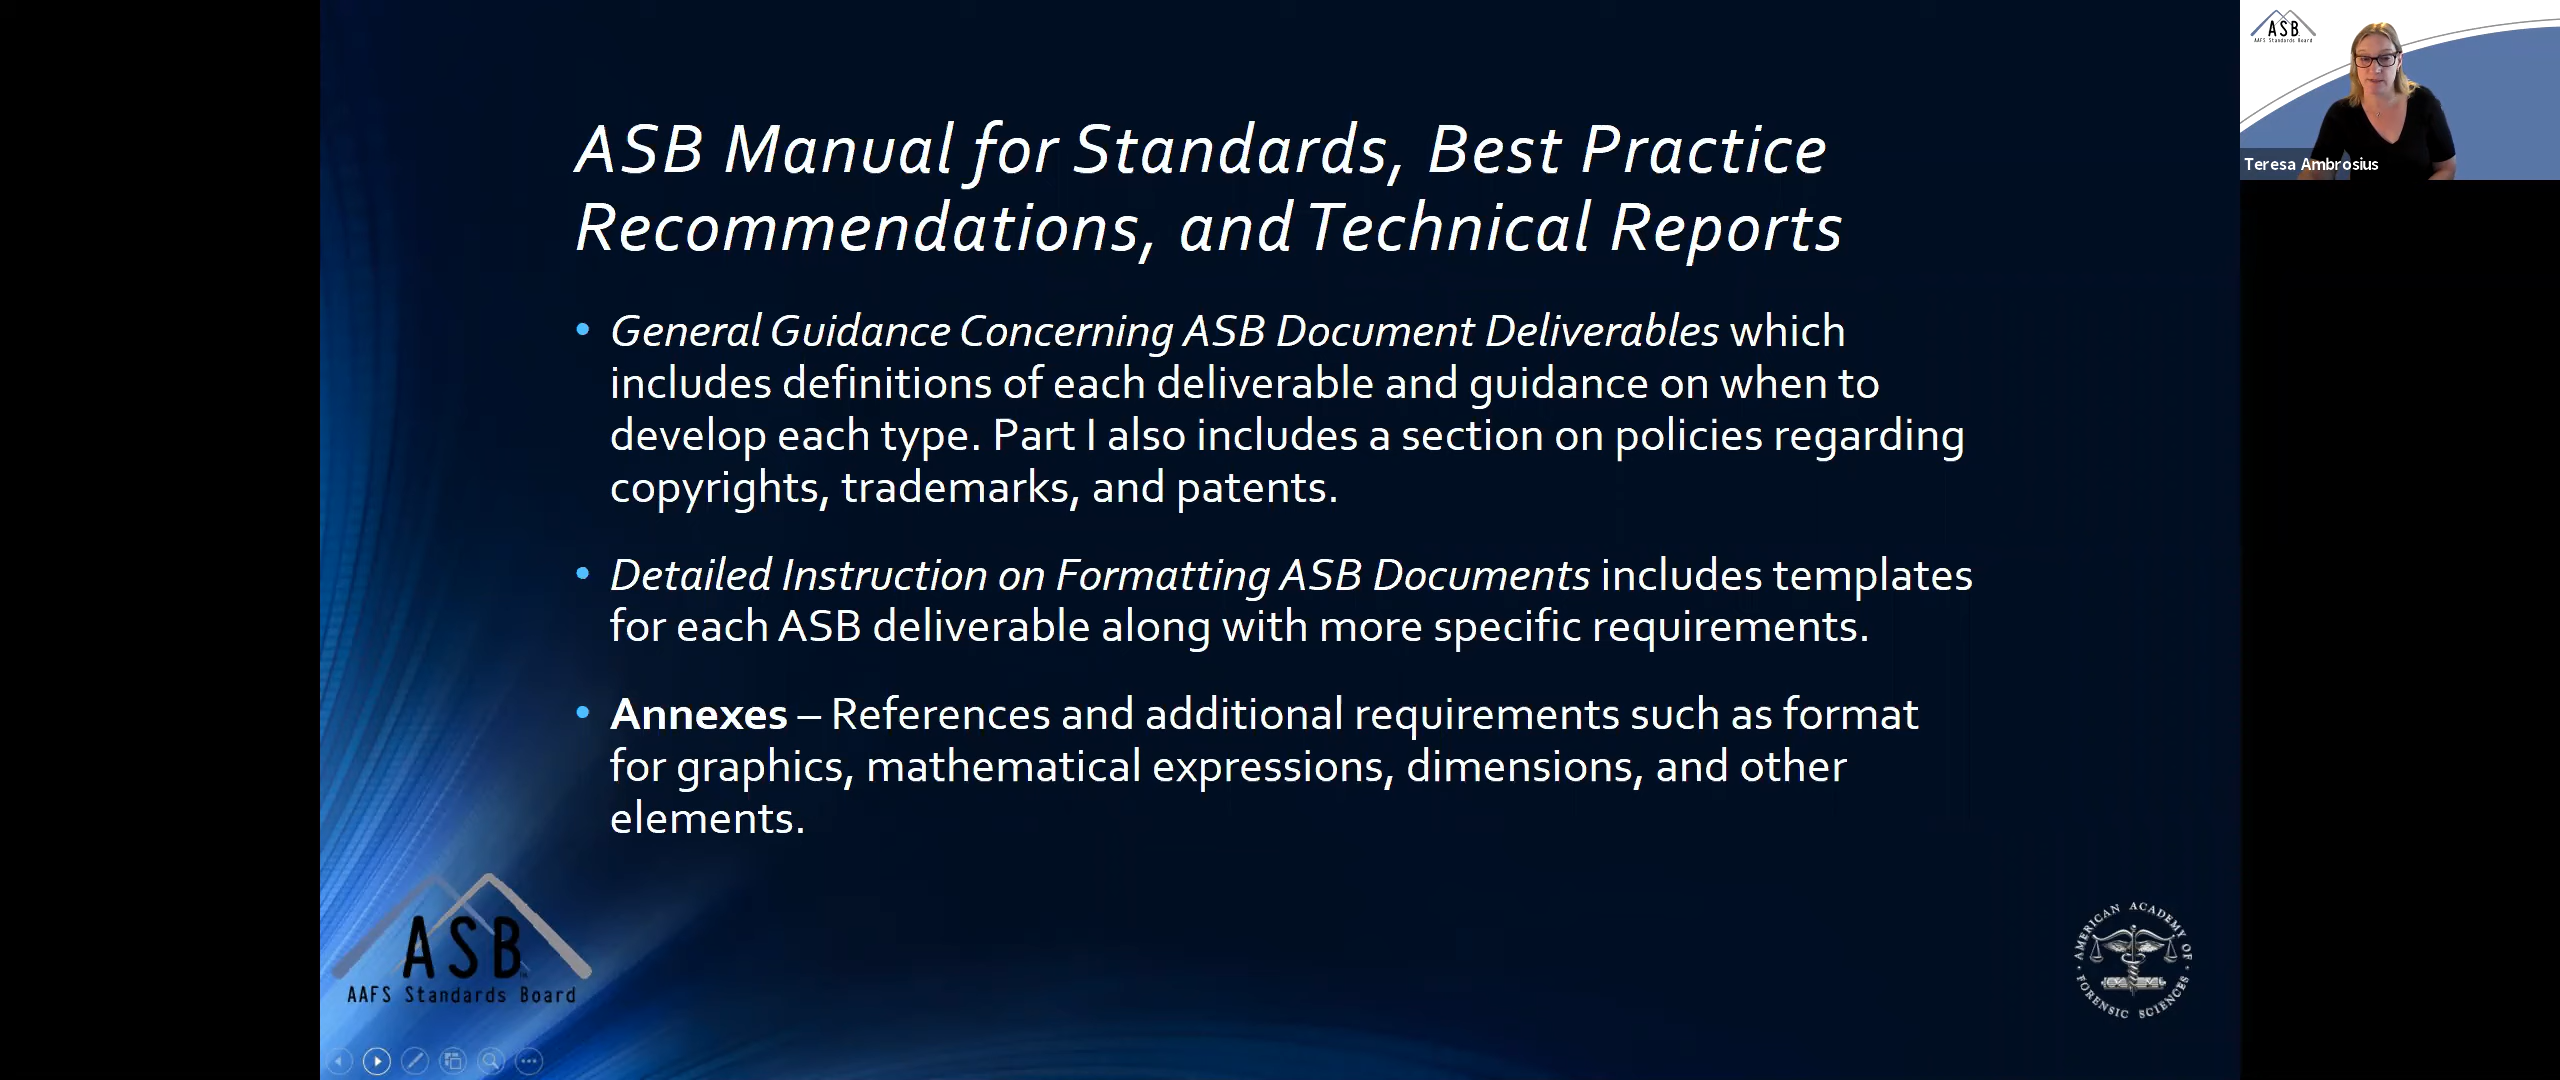 ASB Manual for Standards, Best Practice
Recommendations, and Technical Reports
• General Guidance Concerning ASB Document Deliverables which
includes definitions of each deliverable and guidance on when to
develop each type. Part I also includes a section on policies regarding
copyrights, trademarks, and patents.
• Detailed Instruction on Formatting ASB Documents includes templates
for each ASB deliverable along with more specific requirements.
• Annexes – References and additional requirements such as format
for graphics, mathematical expressions, dimensions, and other
elements.
ASB
AAFS Standards Board
AMERICAN ACADEMY OF
FORENSIC SCIENCES
ASB
AAFS Standards Board
Teresa Ambrosius